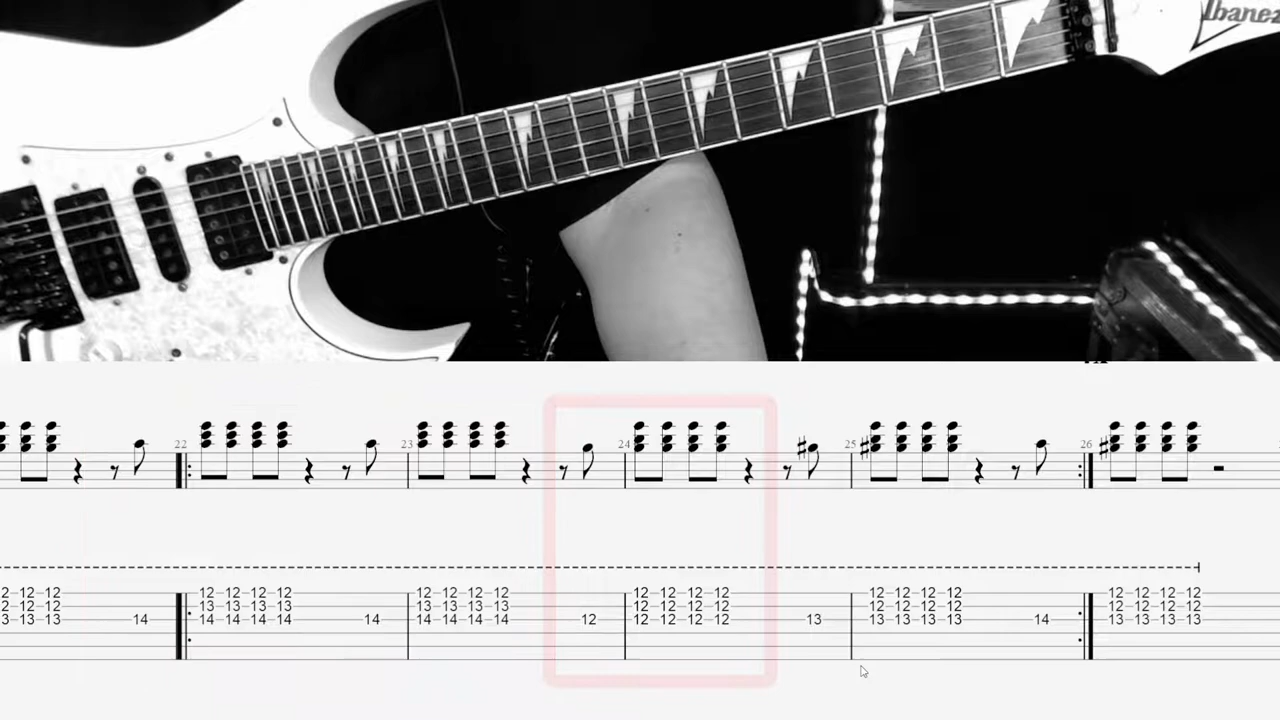 Ibanez
22 23 24 25 26
2 12 12 12 13 12 12 12 12 12 12 12 12 12 12 12 12 12 12 12 12 12 12 12
2 12 12 13 13 13 13 13 13 13 13 12 12 12 12 12 12 12 12 12 12 12 12
3 13 13 14 14 14 14 14 14 14 14 14 14 12 12 12 12 12 13 13 13 13 13 14 13 13 13 13